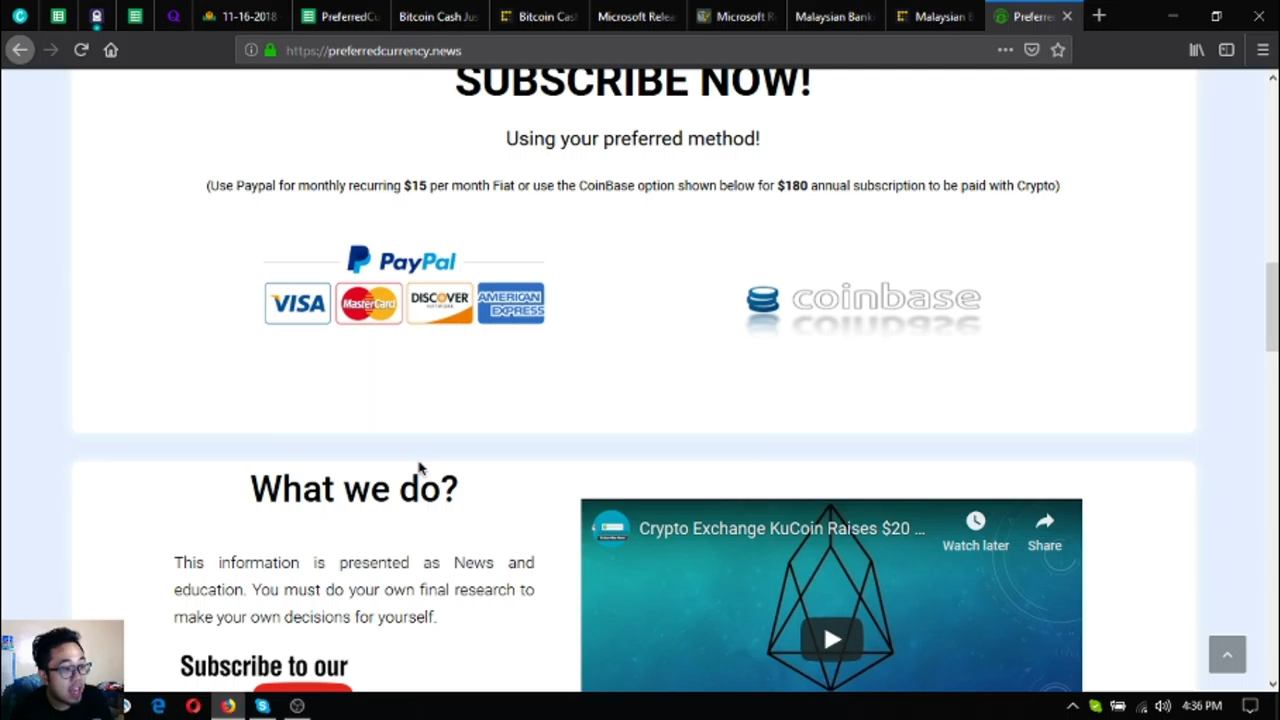 11-16-2018
PreferredCu
Bitcoin Cash Jus
Bitcoin Cas
Microsoft Relea
Microsoft R
Malaysian Bank
Malaysian B
Preferre
https://preferredcurrency.news
SUBSCRIBE NOW!
Using your preferred method!
(Use Paypal for monthly recurring $15 per month Fiat or use the CoinBase option shown below for $180 annual subscription to be paid with Crypto)
PayPal
VISA
MasterCard
DISCOVER
NETWORK
AMERICAN
EXPRESS
coinbase
What we do?
This information is presented as News and
education. You must do your own final research to
make your own decisions for yourself.
Subscribe to our
Crypto Exchange KuCoin Raises $20 ...
Watch later
Share
4:36 PM